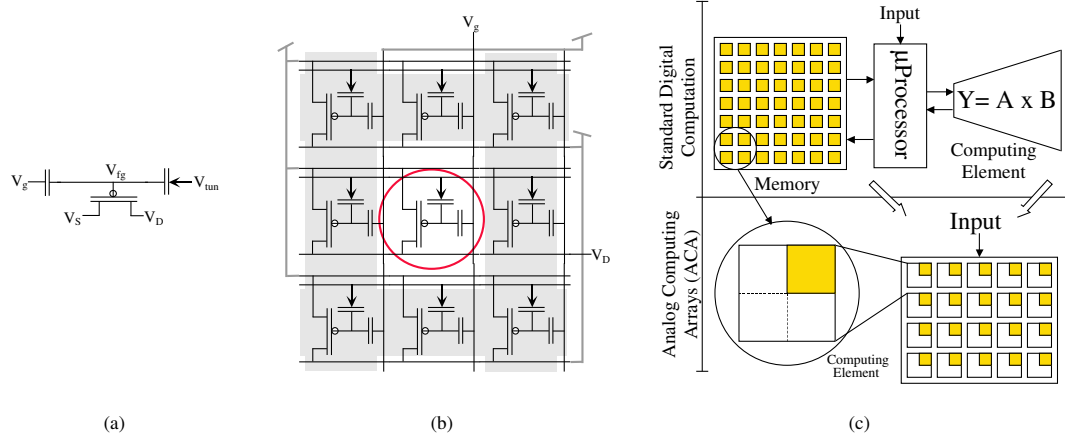 V_g
V_fg
V_tun
V_S
V_D
(a)
V_g
V_D
(b)
Standard Digital
Computation
Input
µProcessor
Y= A x B
Computing
Element
Memory
Analog Computing
Arrays (ACA)
Input
Computing
Element
(c)